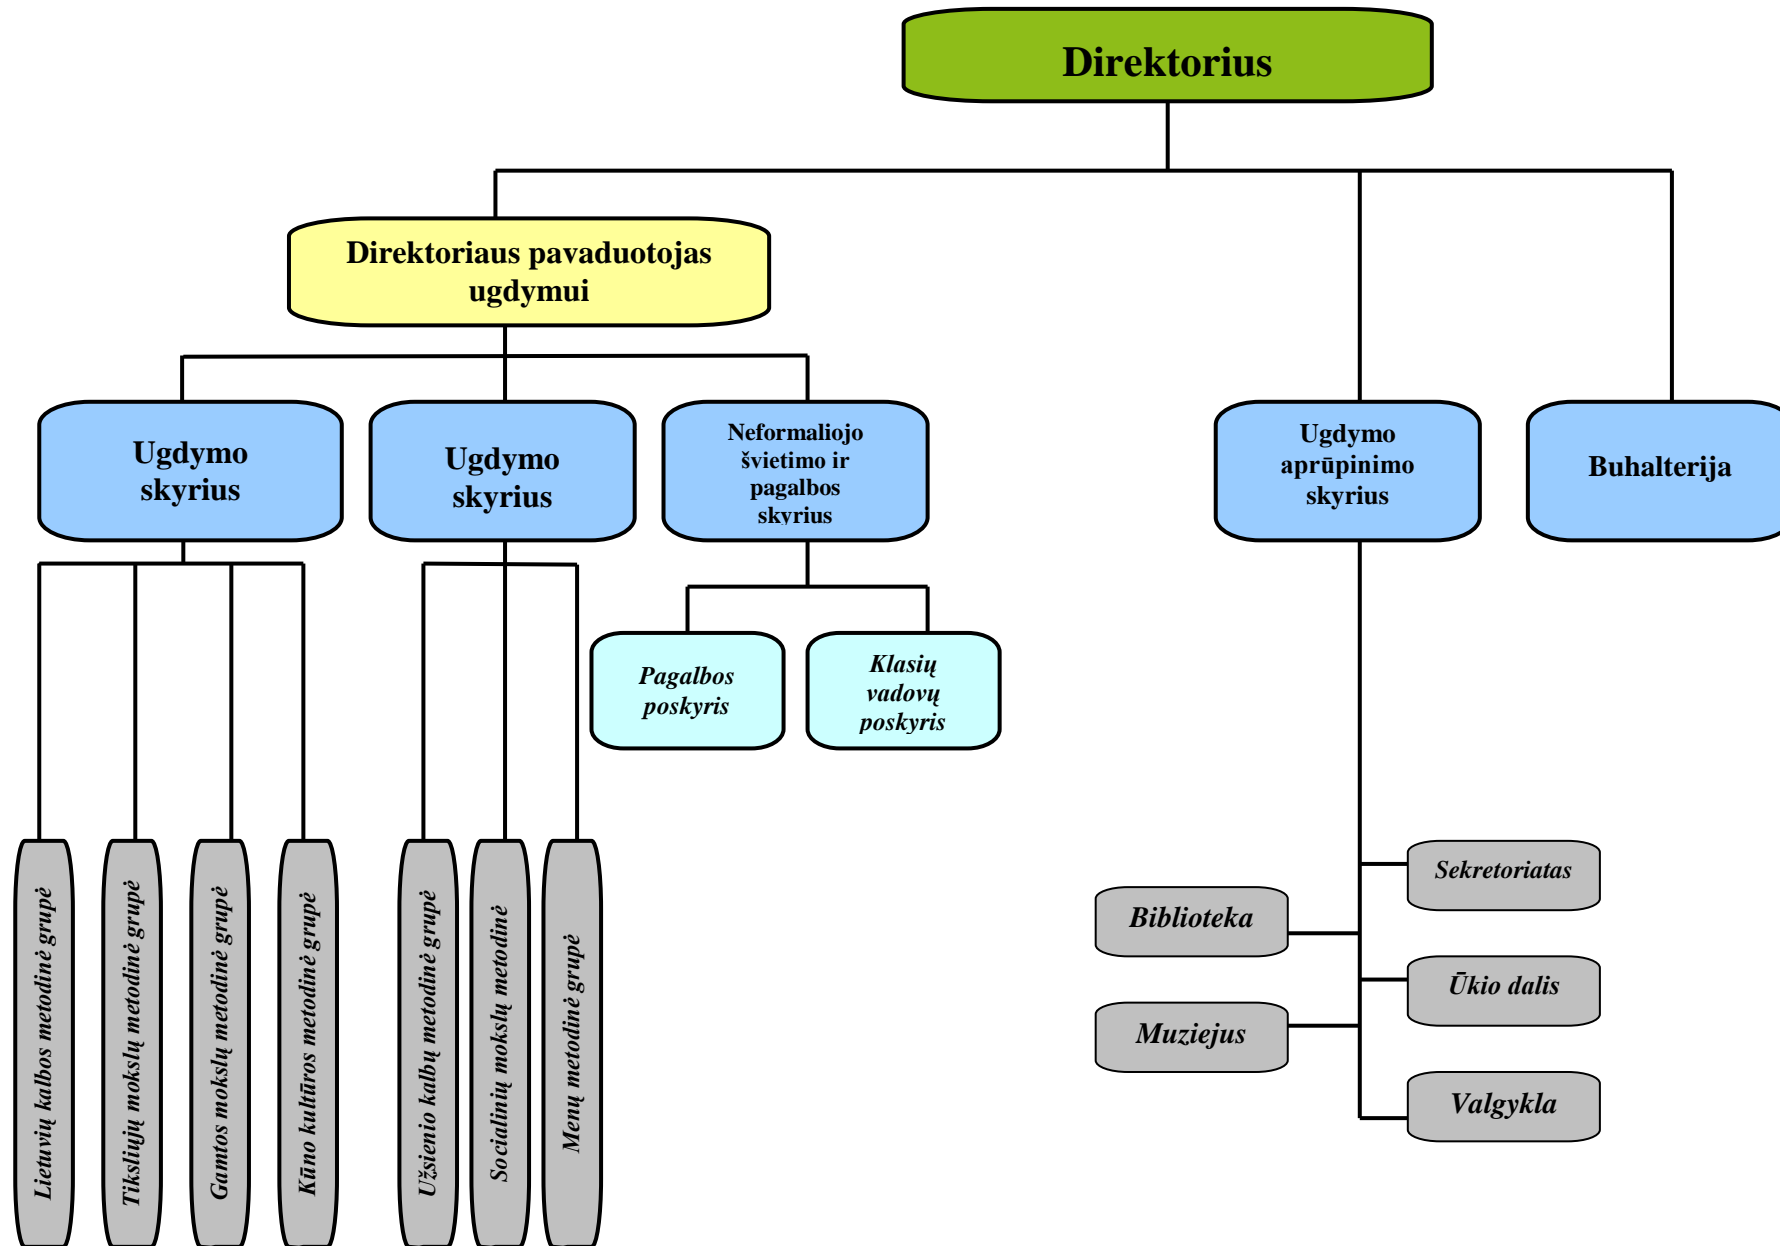 Direktorius
Direktoriaus pavaduotojas
ugdymui
Ugdymo
skyrius
Ugdymo
skyrius
Neformaliojo
švietimo ir
pagalbos
skyrius
Ugdymo
aprūpinimo
skyrius
Buhalterija
Pagalbos
poskyris
Klasių
vadovų
poskyris
Lietuvių kalbos metodinė grupė
Tiksliųjų mokslų metodinė grupė
Gamtos mokslų metodinė grupė
Kūno kultūros metodinė grupė
Užsienio kalbų metodinė grupė
Socialinių mokslų metodinė
Menų metodinė grupė
Sekretoriatas
Biblioteka
Ūkio dalis
Muziejus
Valgykla